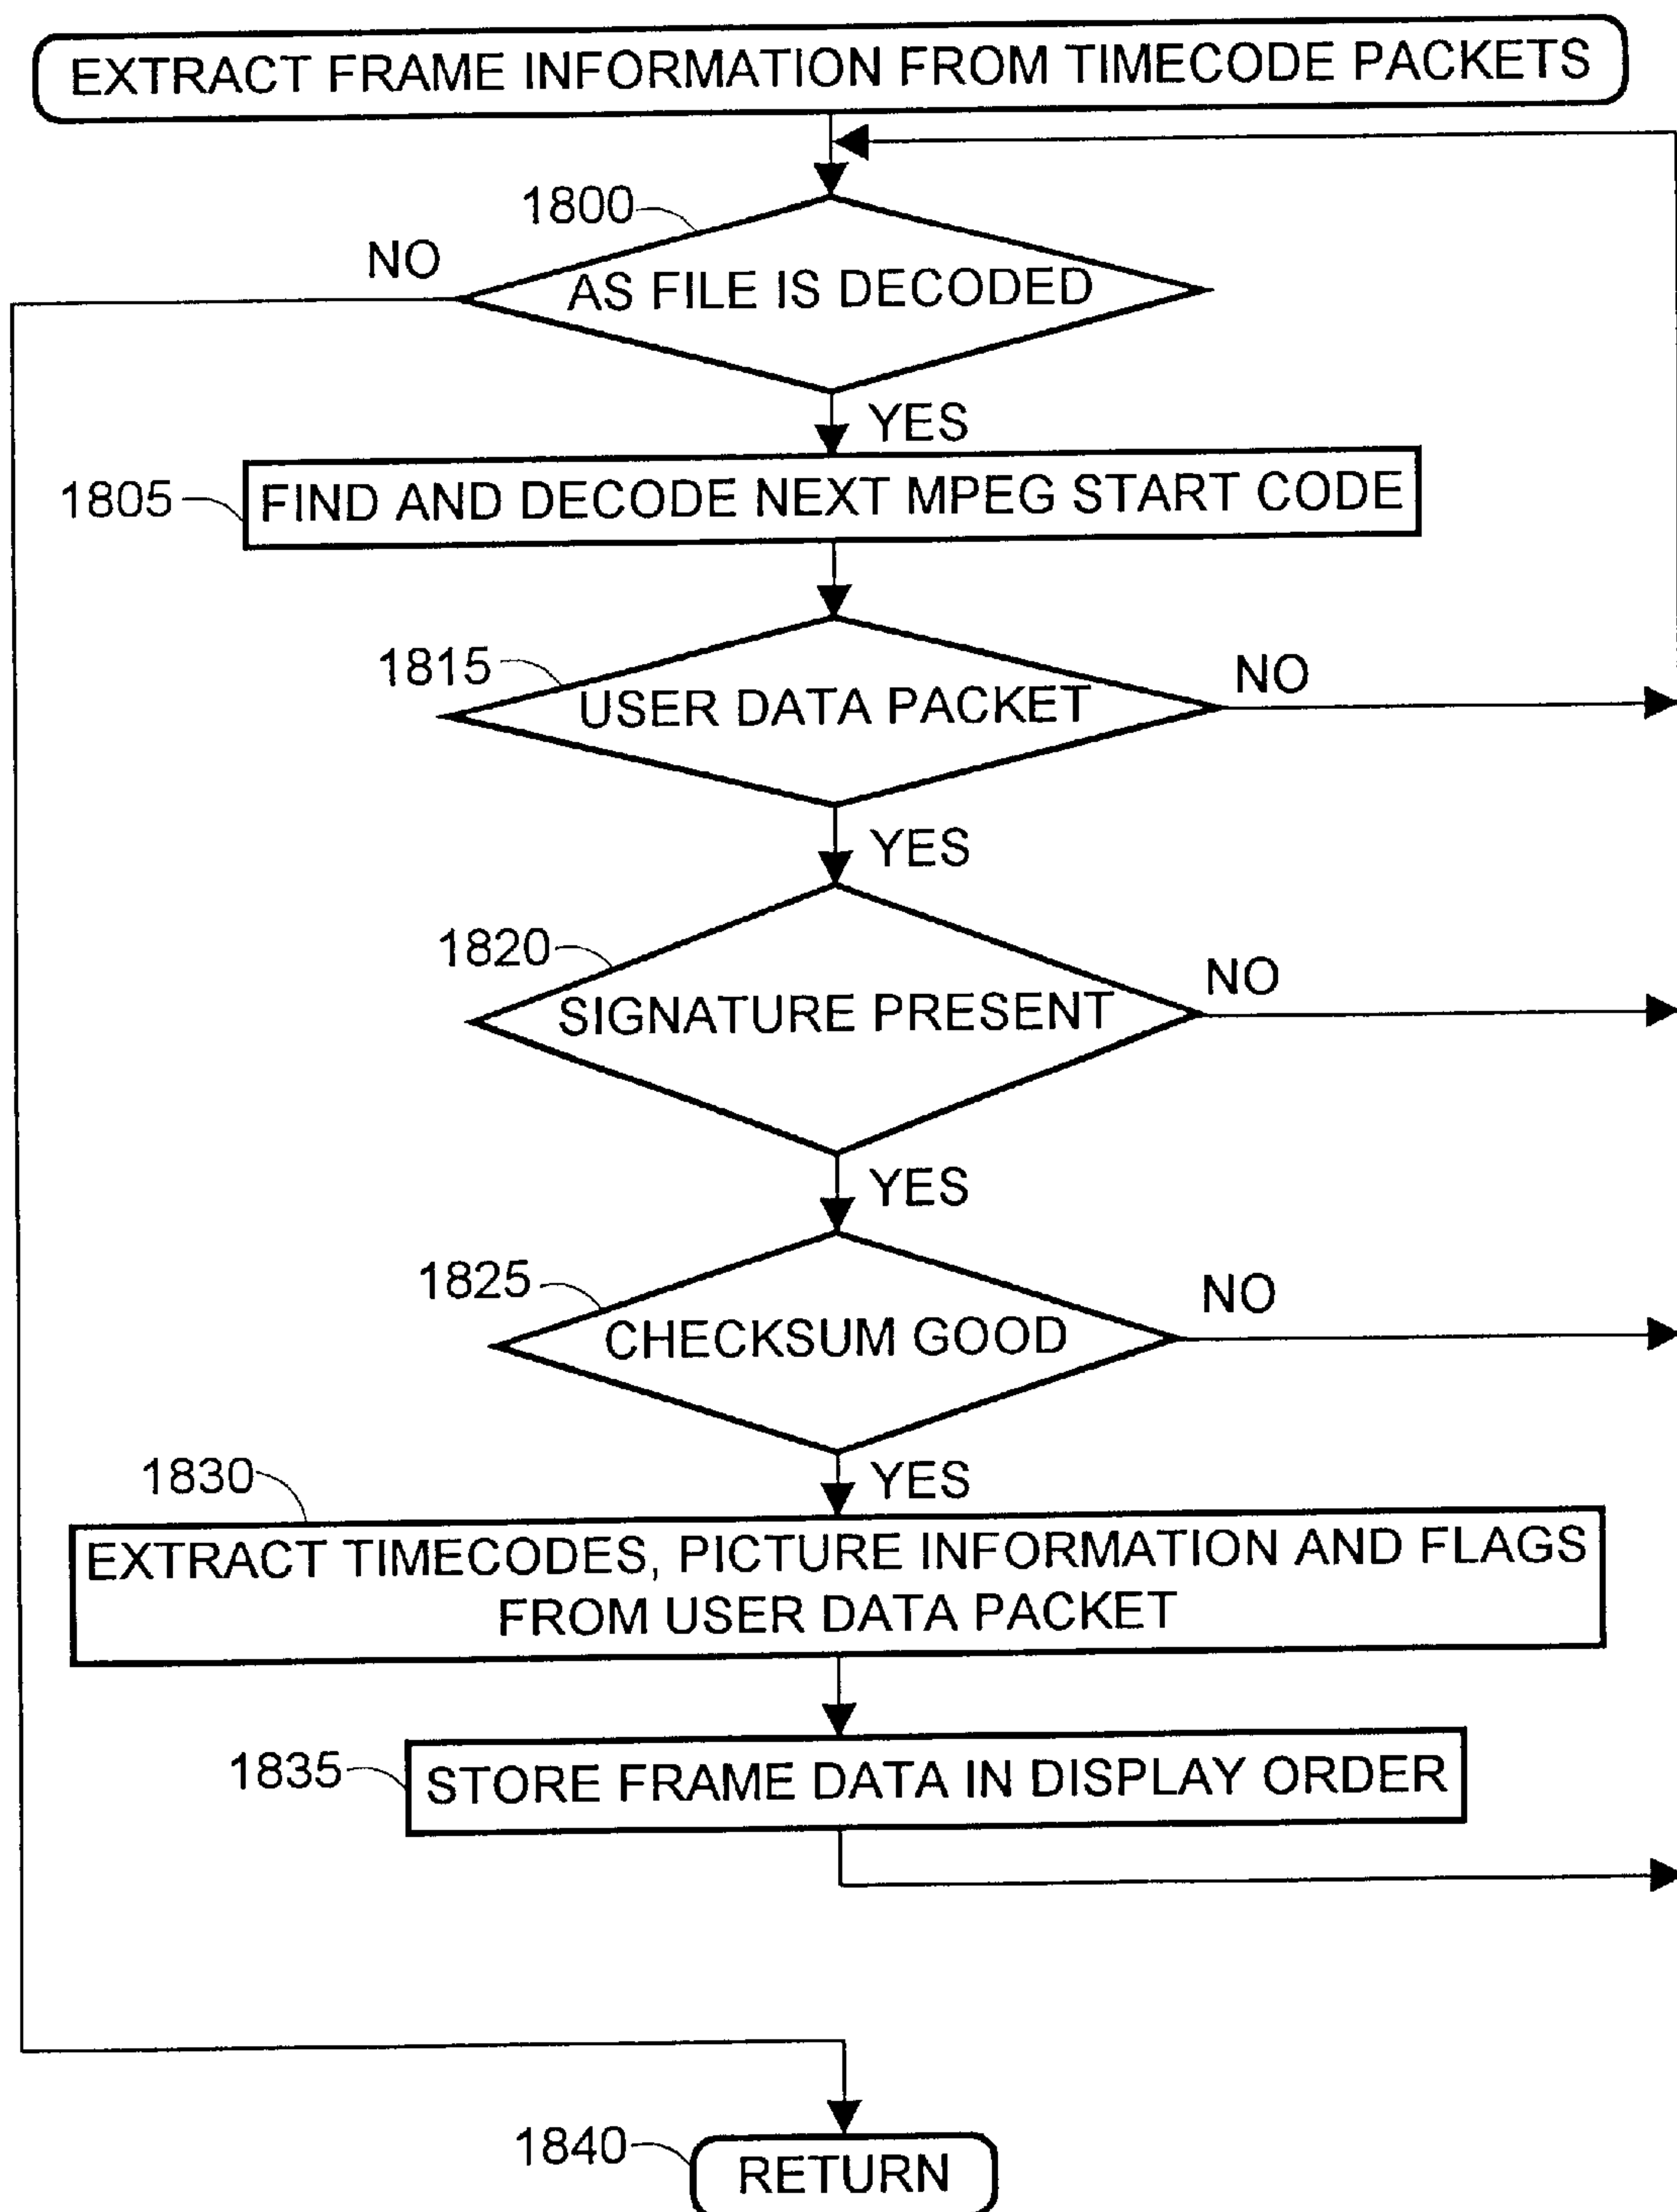 EXTRACT FRAME INFORMATION FROM TIMECODE PACKETS
1800
NO
AS FILE IS DECODED
YES
1805
FIND AND DECODE NEXT MPEG START CODE
1815
USER DATA PACKET
NO
YES
1820
SIGNATURE PRESENT
NO
YES
1825
CHECKSUM GOOD
NO
YES
1830
EXTRACT TIMECODES, PICTURE INFORMATION AND FLAGS
FROM USER DATA PACKET
1835
STORE FRAME DATA IN DISPLAY ORDER
1840
RETURN